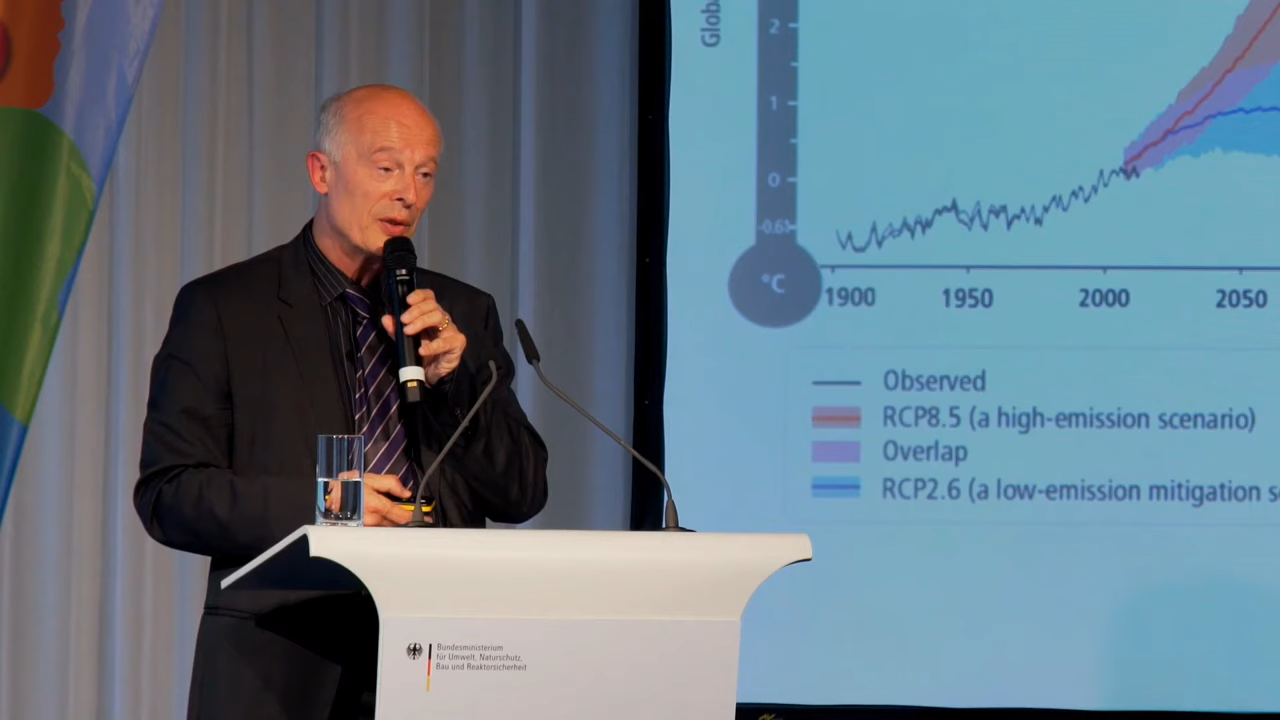 Globa
2
1
0
-0.61
°C
1900 1950 2000 2050
Observed
RCP8.5 (a high-emission scenario)
Overlap
RCP2.6 (a low-emission mitigation s
Bundesministerium
für Umwelt, Naturschutz,
Bau und Reaktorsicherheit